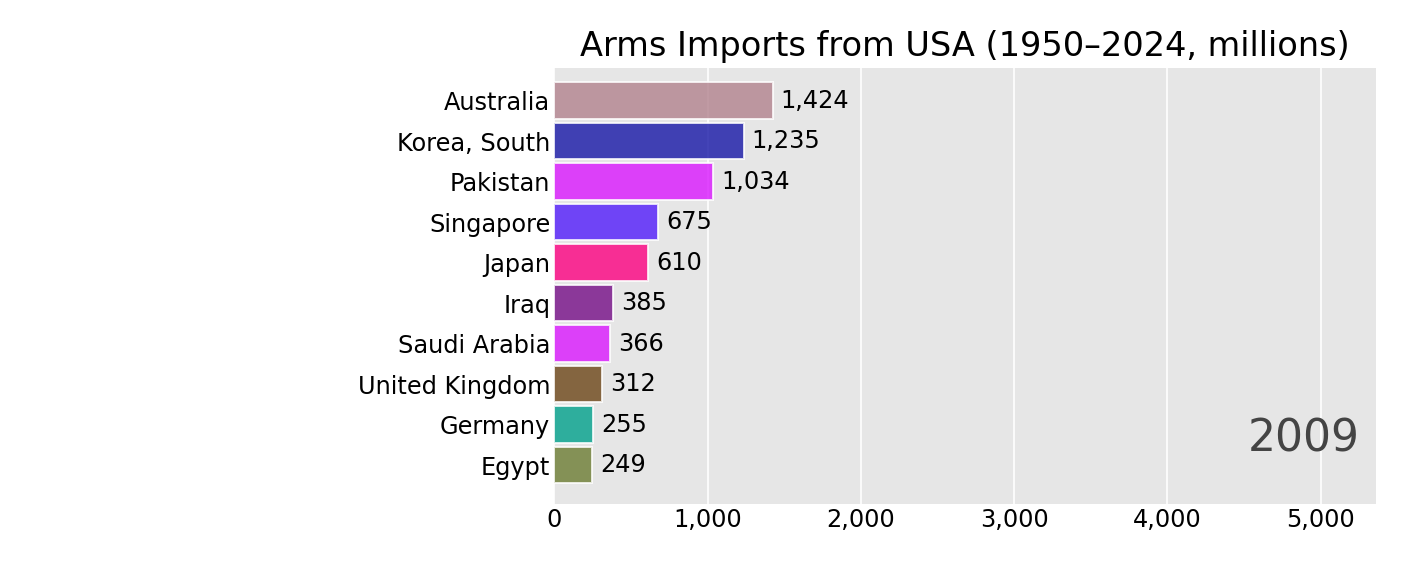 Arms Imports from USA (1950–2024, millions)
Australia 1,424
Korea, South 1,235
Pakistan 1,034
Singapore 675
Japan 610
Iraq 385
Saudi Arabia 366
United Kingdom 312
Germany 255
Egypt 249
2009
0 1,000 2,000 3,000 4,000 5,000